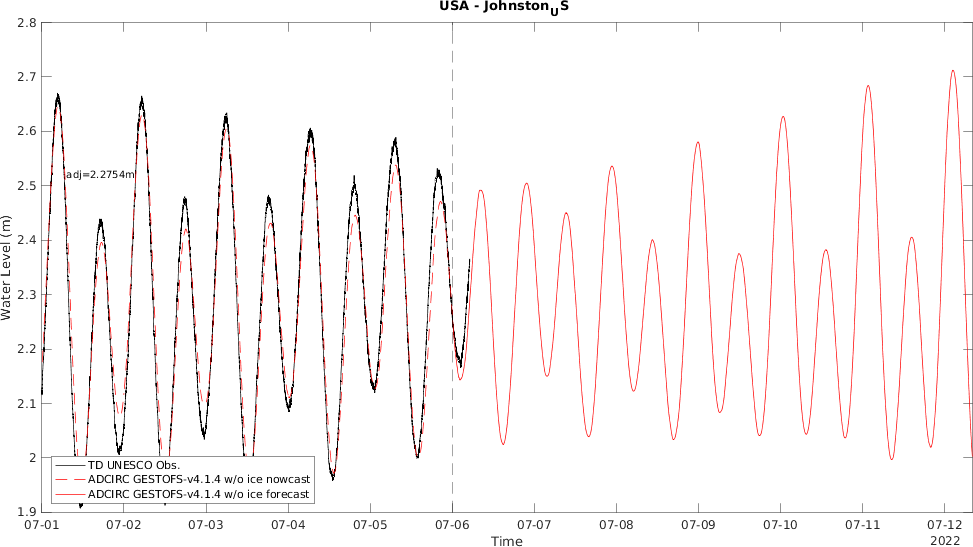 USA - Johnston_US
2.8
2.7
2.6
2.5
2.4
2.3
2.2
2.1
2
1.9
Water Level (m)
adj=2.2754m
TD UNESCO Obs.
ADCIRC GESTOFS-v4.1.4 w/o ice nowcast
ADCIRC GESTOFS-v4.1.4 w/o ice forecast
07-01 07-02 07-03 07-04 07-05 07-06 07-07 07-08 07-09 07-10 07-11 07-12
Time
2022